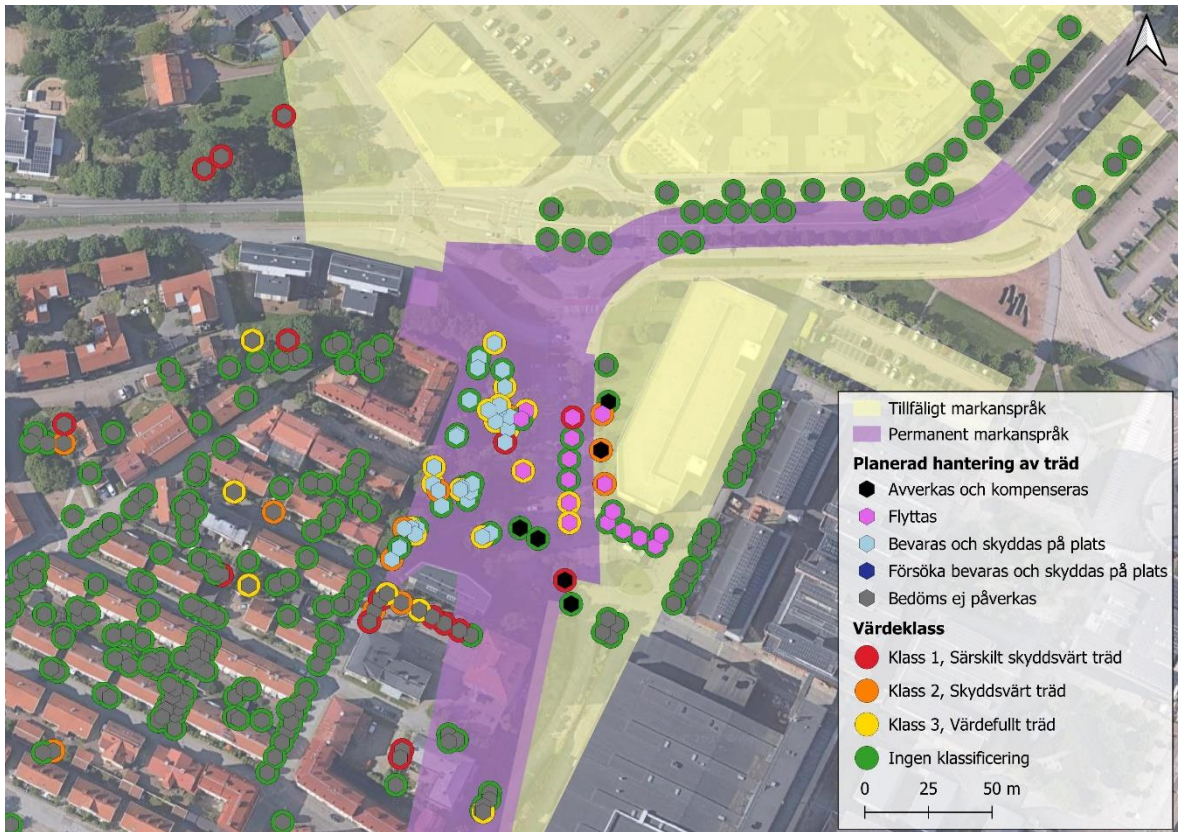 Tillfäligt markanspråk
Permanent markanspråk
Planerad hantering av träd
Avverkas och kompenseras
Flyttas
Bevaras och skyddas på plats
Försöka bevaras och skyddas på plats
Bedöms ej påverkas
Värdeklass
Klass 1, Särskilt skyddsvärt träd
Klass 2, Skyddsvärt träd
Klass 3, Värdefullt träd
Ingen klassificering
0 25 50 m